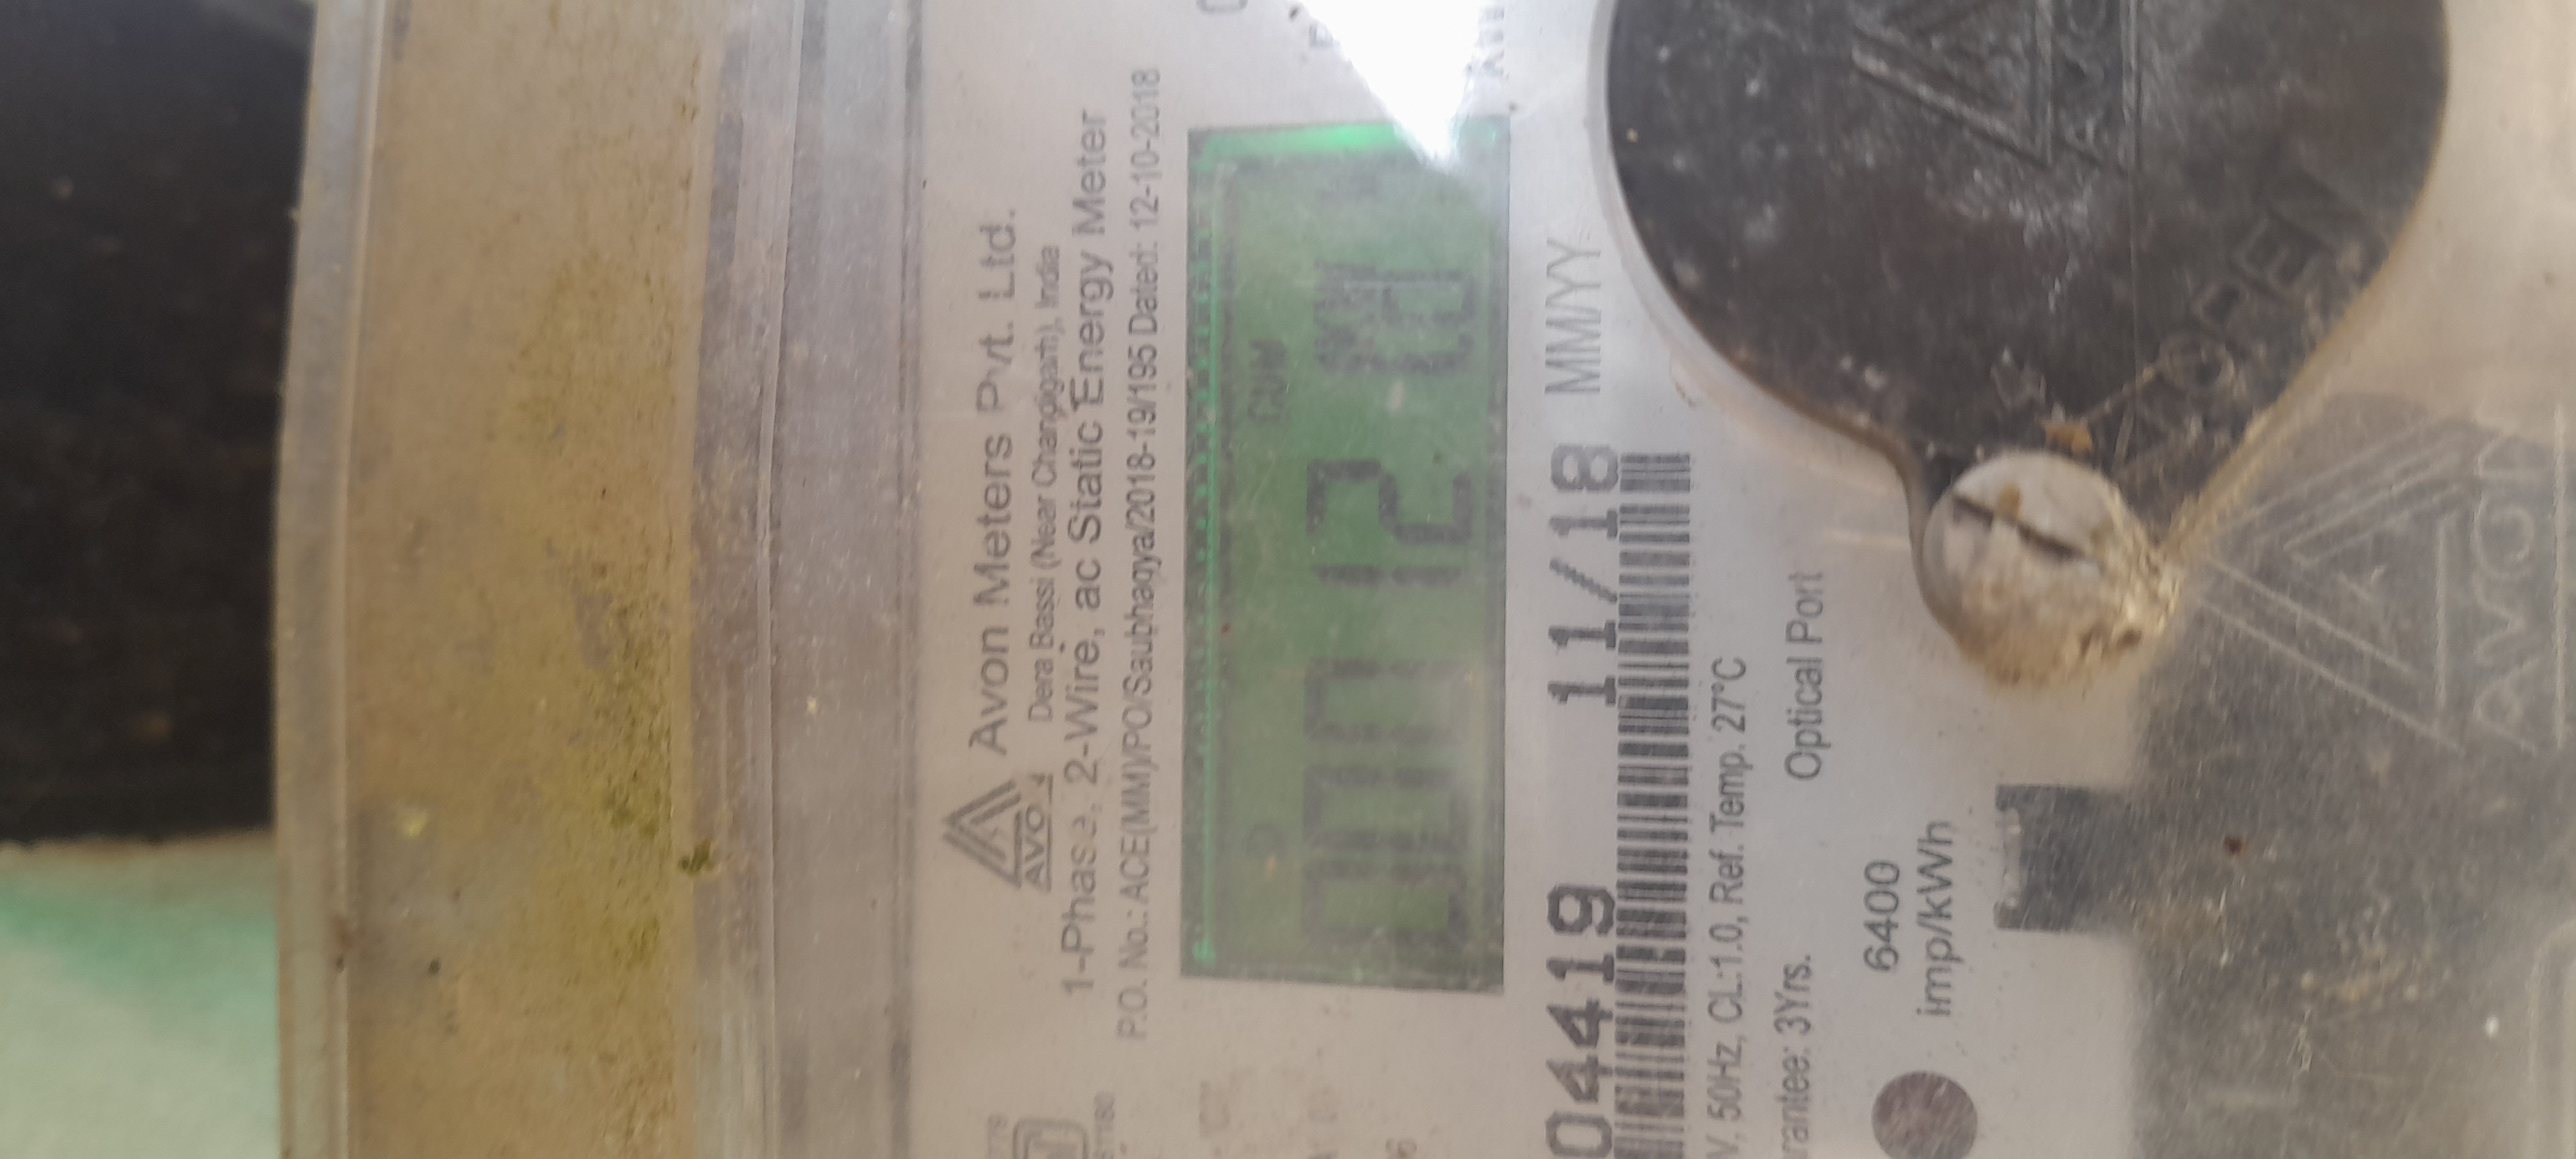 Avon Meters Pvt. Ltd.
AVON
Dera Bassi (Near Chandigarh), India
1-Phase, 2-Wire, ac Static Energy Meter
P.O. No.: ACE(MM)/PO/Saubhagya/2018-19/195 Dated: 12-10-2018
CUM
04419 11/18 MM/YY
V, 50Hz, CL:1.0, Ref. Temp. 27°C
rantee: 3Yrs. Optical Port
6400
imp/kWh
OPEN